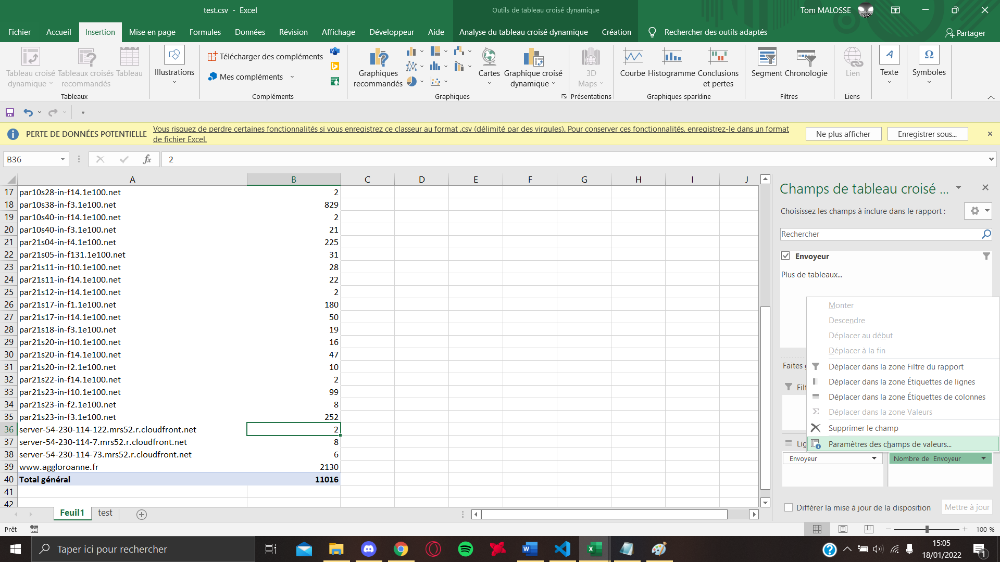 test.csv - Excel
Outils de tableau croisé dynamique
Tom MALOSSE
Fichier Accueil Insertion Mise en page Formules Données Révision Affichage Développeur Aide Analyse du tableau croisé dynamique Création Rechercher des outils adaptés Partager
Tableau croisé dynamique
Tableaux croisés recommandés
Tableau
Tableaux
Illustrations
Télécharger des compléments
Mes compléments
Compléments
Graphiques recommandés
Cartes
Graphique croisé dynamique
Graphiques
3D Maps
Présentations
Courbe Histogramme Conclusions et pertes
Graphiques sparkline
Segment Chronologie
Filtres
Lien
Liens
Texte
Symboles
PERTE DE DONNÉES POTENTIELLE
Vous risquez de perdre certaines fonctionnalités si vous enregistrez ce classeur au format .csv (délimité par des virgules). Pour conserver ces fonctionnalités, enregistrez-le dans un format
de fichier Excel.
Ne plus afficher
Enregistrer sous...
B36
fx
2
A B C D E F G H I J
17 par10s28-in-f14.1e100.net 2
18 par10s38-in-f3.1e100.net 829
19 par10s40-in-f14.1e100.net 2
20 par10s40-in-f3.1e100.net 21
21 par21s04-in-f4.1e100.net 225
22 par21s05-in-f131.1e100.net 31
23 par21s11-in-f10.1e100.net 28
24 par21s11-in-f14.1e100.net 22
25 par21s12-in-f14.1e100.net 2
26 par21s17-in-f1.1e100.net 180
27 par21s17-in-f14.1e100.net 50
28 par21s18-in-f3.1e100.net 19
29 par21s20-in-f10.1e100.net 16
30 par21s20-in-f14.1e100.net 47
31 par21s20-in-f2.1e100.net 10
32 par21s22-in-f14.1e100.net 2
33 par21s23-in-f10.1e100.net 99
34 par21s23-in-f2.1e100.net 8
35 par21s23-in-f3.1e100.net 252
36 server-54-230-114-122.mrs52.r.cloudfront.net 2
37 server-54-230-114-7.mrs52.r.cloudfront.net 8
38 server-54-230-114-73.mrs52.r.cloudfront.net 6
39 www.aggloroanne.fr 2130
40 Total général 11016
41
42
Champs de tableau croisé ...
Choisissez les champs à inclure dans le rapport :
Rechercher
Envoyeur
Plus de tableaux...
Monter
Descendre
Déplacer au début
Déplacer à la fin
Faites g
Déplacer dans la zone Filtre du rapport
Déplacer dans la zone Étiquettes de lignes
Filt
Déplacer dans la zone Étiquettes de colonnes
Déplacer dans la zone Valeurs
Supprimer le champ
Lig
Paramètres des champs de valeurs...
Envoyeur
Nombre de Envoyeur
Différer la mise à jour de la disposition
Mettre à jour
Feuil1 test
Prêt
100 %
Taper ici pour rechercher
15:05
18/01/2022
1